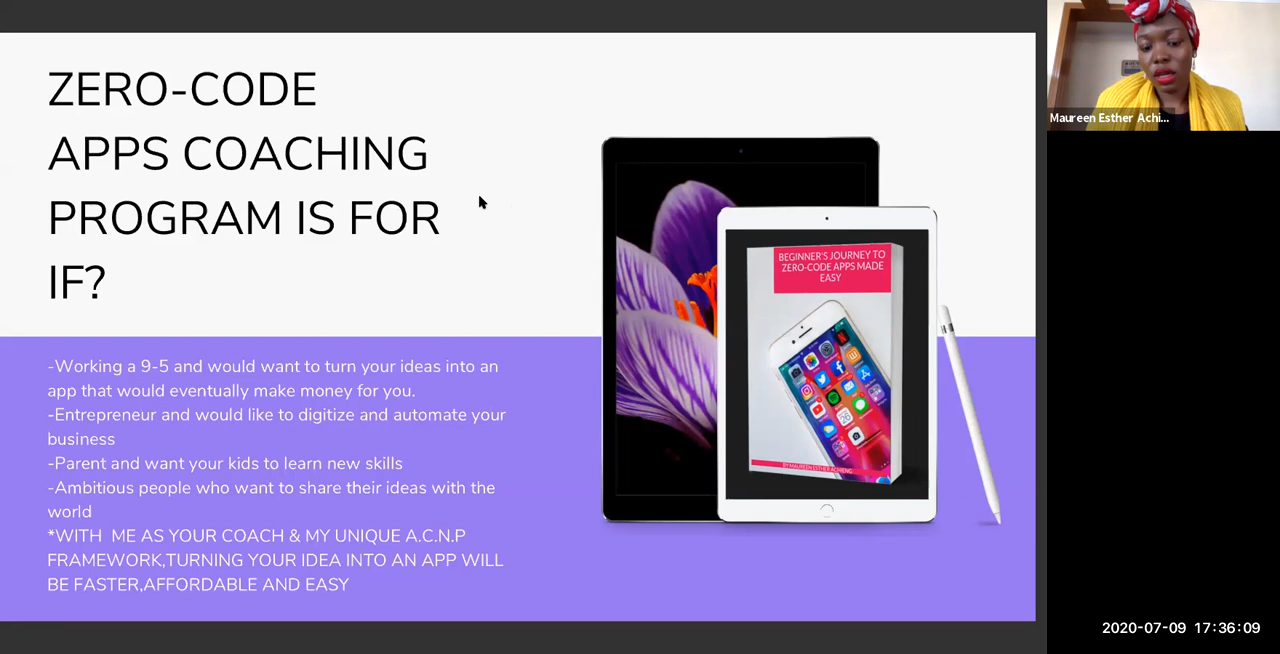 ZERO-CODE
APPS COACHING
PROGRAM IS FOR
IF?
-Working a 9-5 and would want to turn your ideas into an
app that would eventually make money for you.
-Entrepreneur and would like to digitize and automate your
business
-Parent and want your kids to learn new skills
-Ambitious people who want to share their ideas with the
world
*WITH  ME AS YOUR COACH & MY UNIQUE A.C.N.P
FRAMEWORK,TURNING YOUR IDEA INTO AN APP WILL
BE FASTER,AFFORDABLE AND EASY
BEGINNER'S JOURNEY TO
ZERO-CODE APPS MADE
EASY
BY MAUREEN ESTHER ACHIENG
Maureen Esther Achi...
2020-07-09 17:36:09